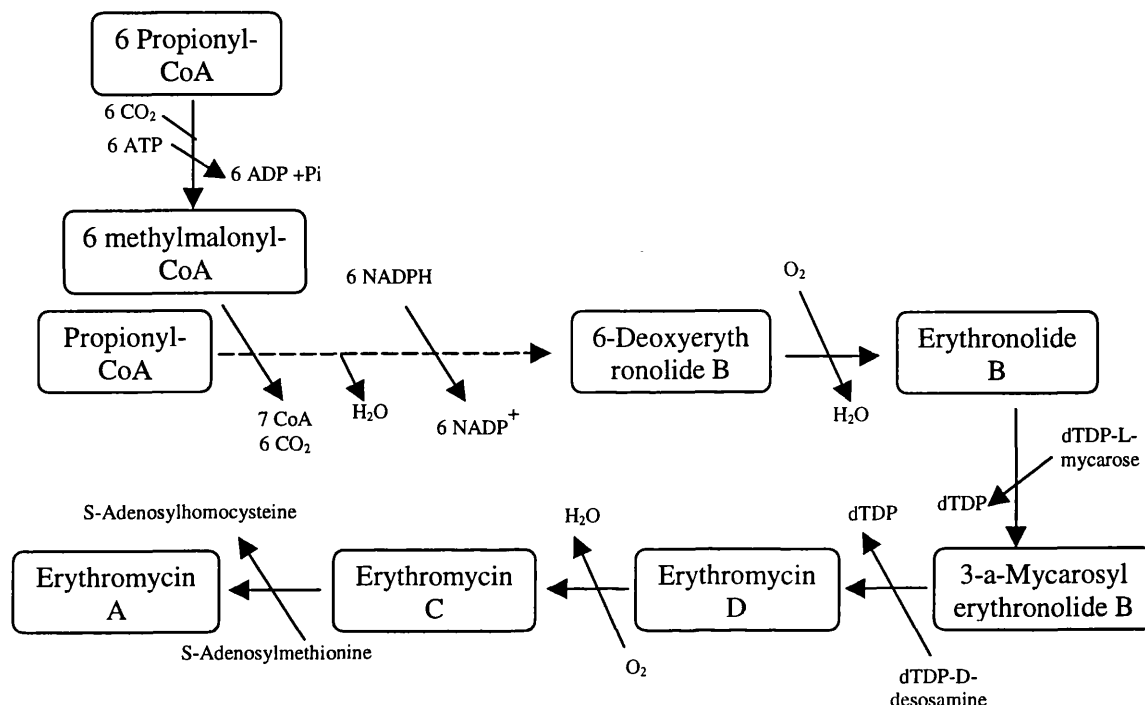 6 Propionyl-
CoA
6 CO₂
6 ATP
6 ADP +Pi
6 methylmalonyl-
CoA
6 NADPH
O₂
Propionyl-
CoA
6-Deoxyeryth
ronolide B
Erythronolide
B
7 CoA
6 CO₂
H₂O
6 NADP⁺
H₂O
dTDP-L-
mycarose
dTDP
S-Adenosylhomocysteine
H₂O
dTDP
Erythromycin
A
Erythromycin
C
Erythromycin
D
3-a-Mycarosyl
erythronolide B
S-Adenosylmethionine
O₂
dTDP-D-
desosamine